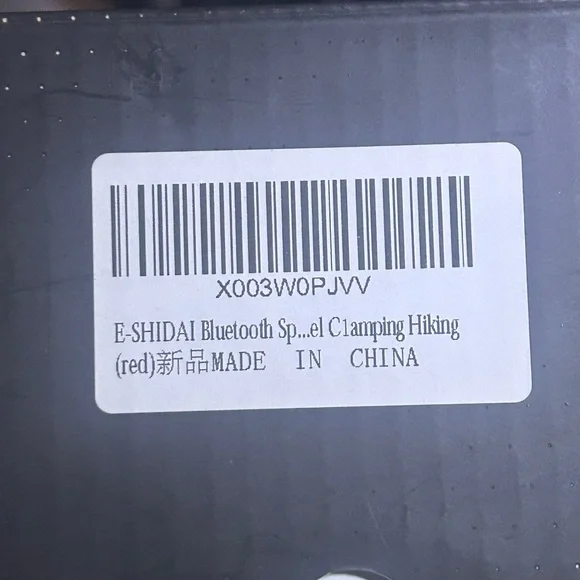 X003W0PJVV
E-SHIDAI Bluetooth Sp...el C1amping Hiking
(red)新品MADE IN CHINA